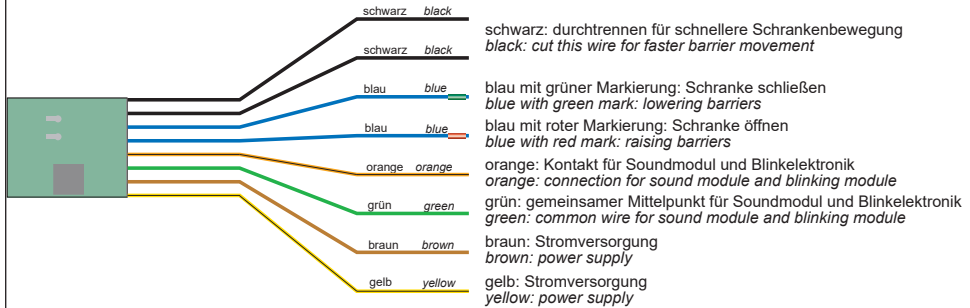 schwarz black
schwarz: durchtrennen für schnellere Schrankenbewegung
black: cut this wire for faster barrier movement
schwarz black
blau blue
blau mit grüner Markierung: Schranke schließen
blue with green mark: lowering barriers
blau blue
blau mit roter Markierung: Schranke öffnen
blue with red mark: raising barriers
orange orange
orange: Kontakt für Soundmodul und Blinkelektronik
orange: connection for sound module and blinking module
grün green
grün: gemeinsamer Mittelpunkt für Soundmodul und Blinkelektronik
green: common wire for sound module and blinking module
braun brown
braun: Stromversorgung
brown: power supply
gelb yellow
gelb: Stromversorgung
yellow: power supply